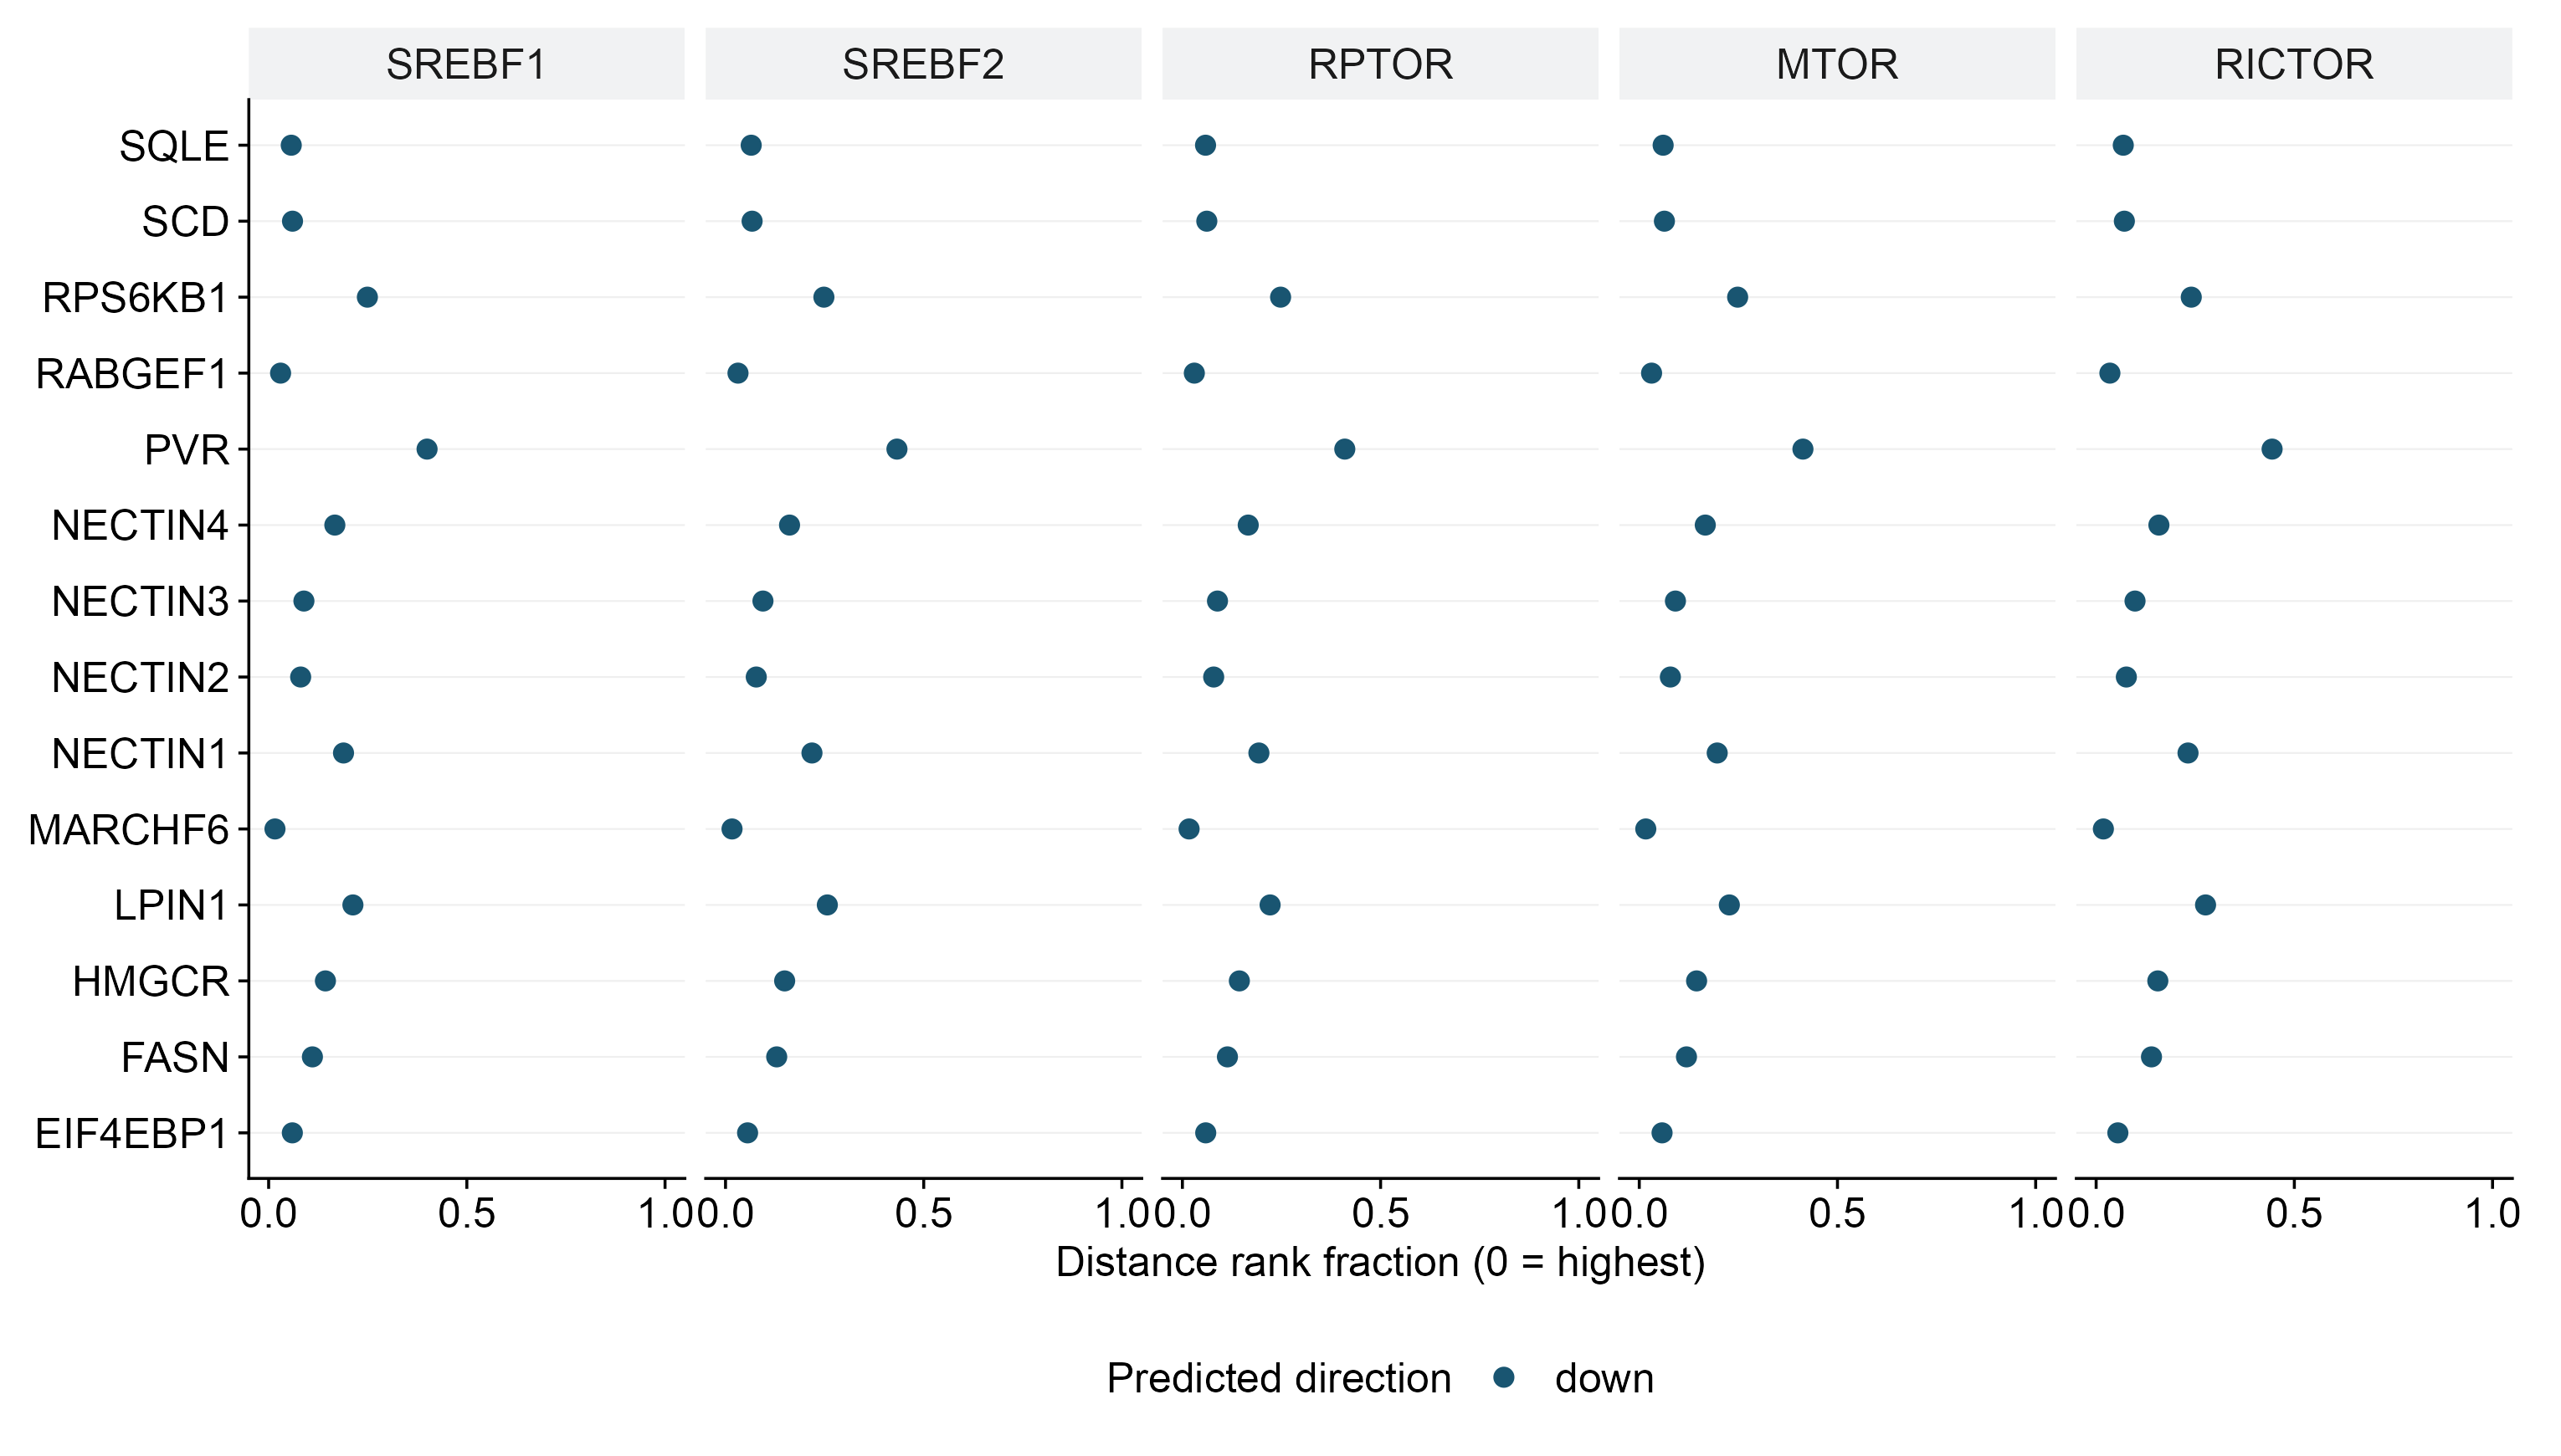 SREBF1 SREBF2 RPTOR MTOR RICTOR
SQLE
SCD
RPS6KB1
RABGEF1
PVR
NECTIN4
NECTIN3
NECTIN2
NECTIN1
MARCHF6
LPIN1
HMGCR
FASN
EIF4EBP1
0.0 0.5 1.0 0.0 0.5 1.0 0.0 0.5 1.0 0.0 0.5 1.0 0.0 0.5 1.0
Distance rank fraction (0 = highest)
Predicted direction down